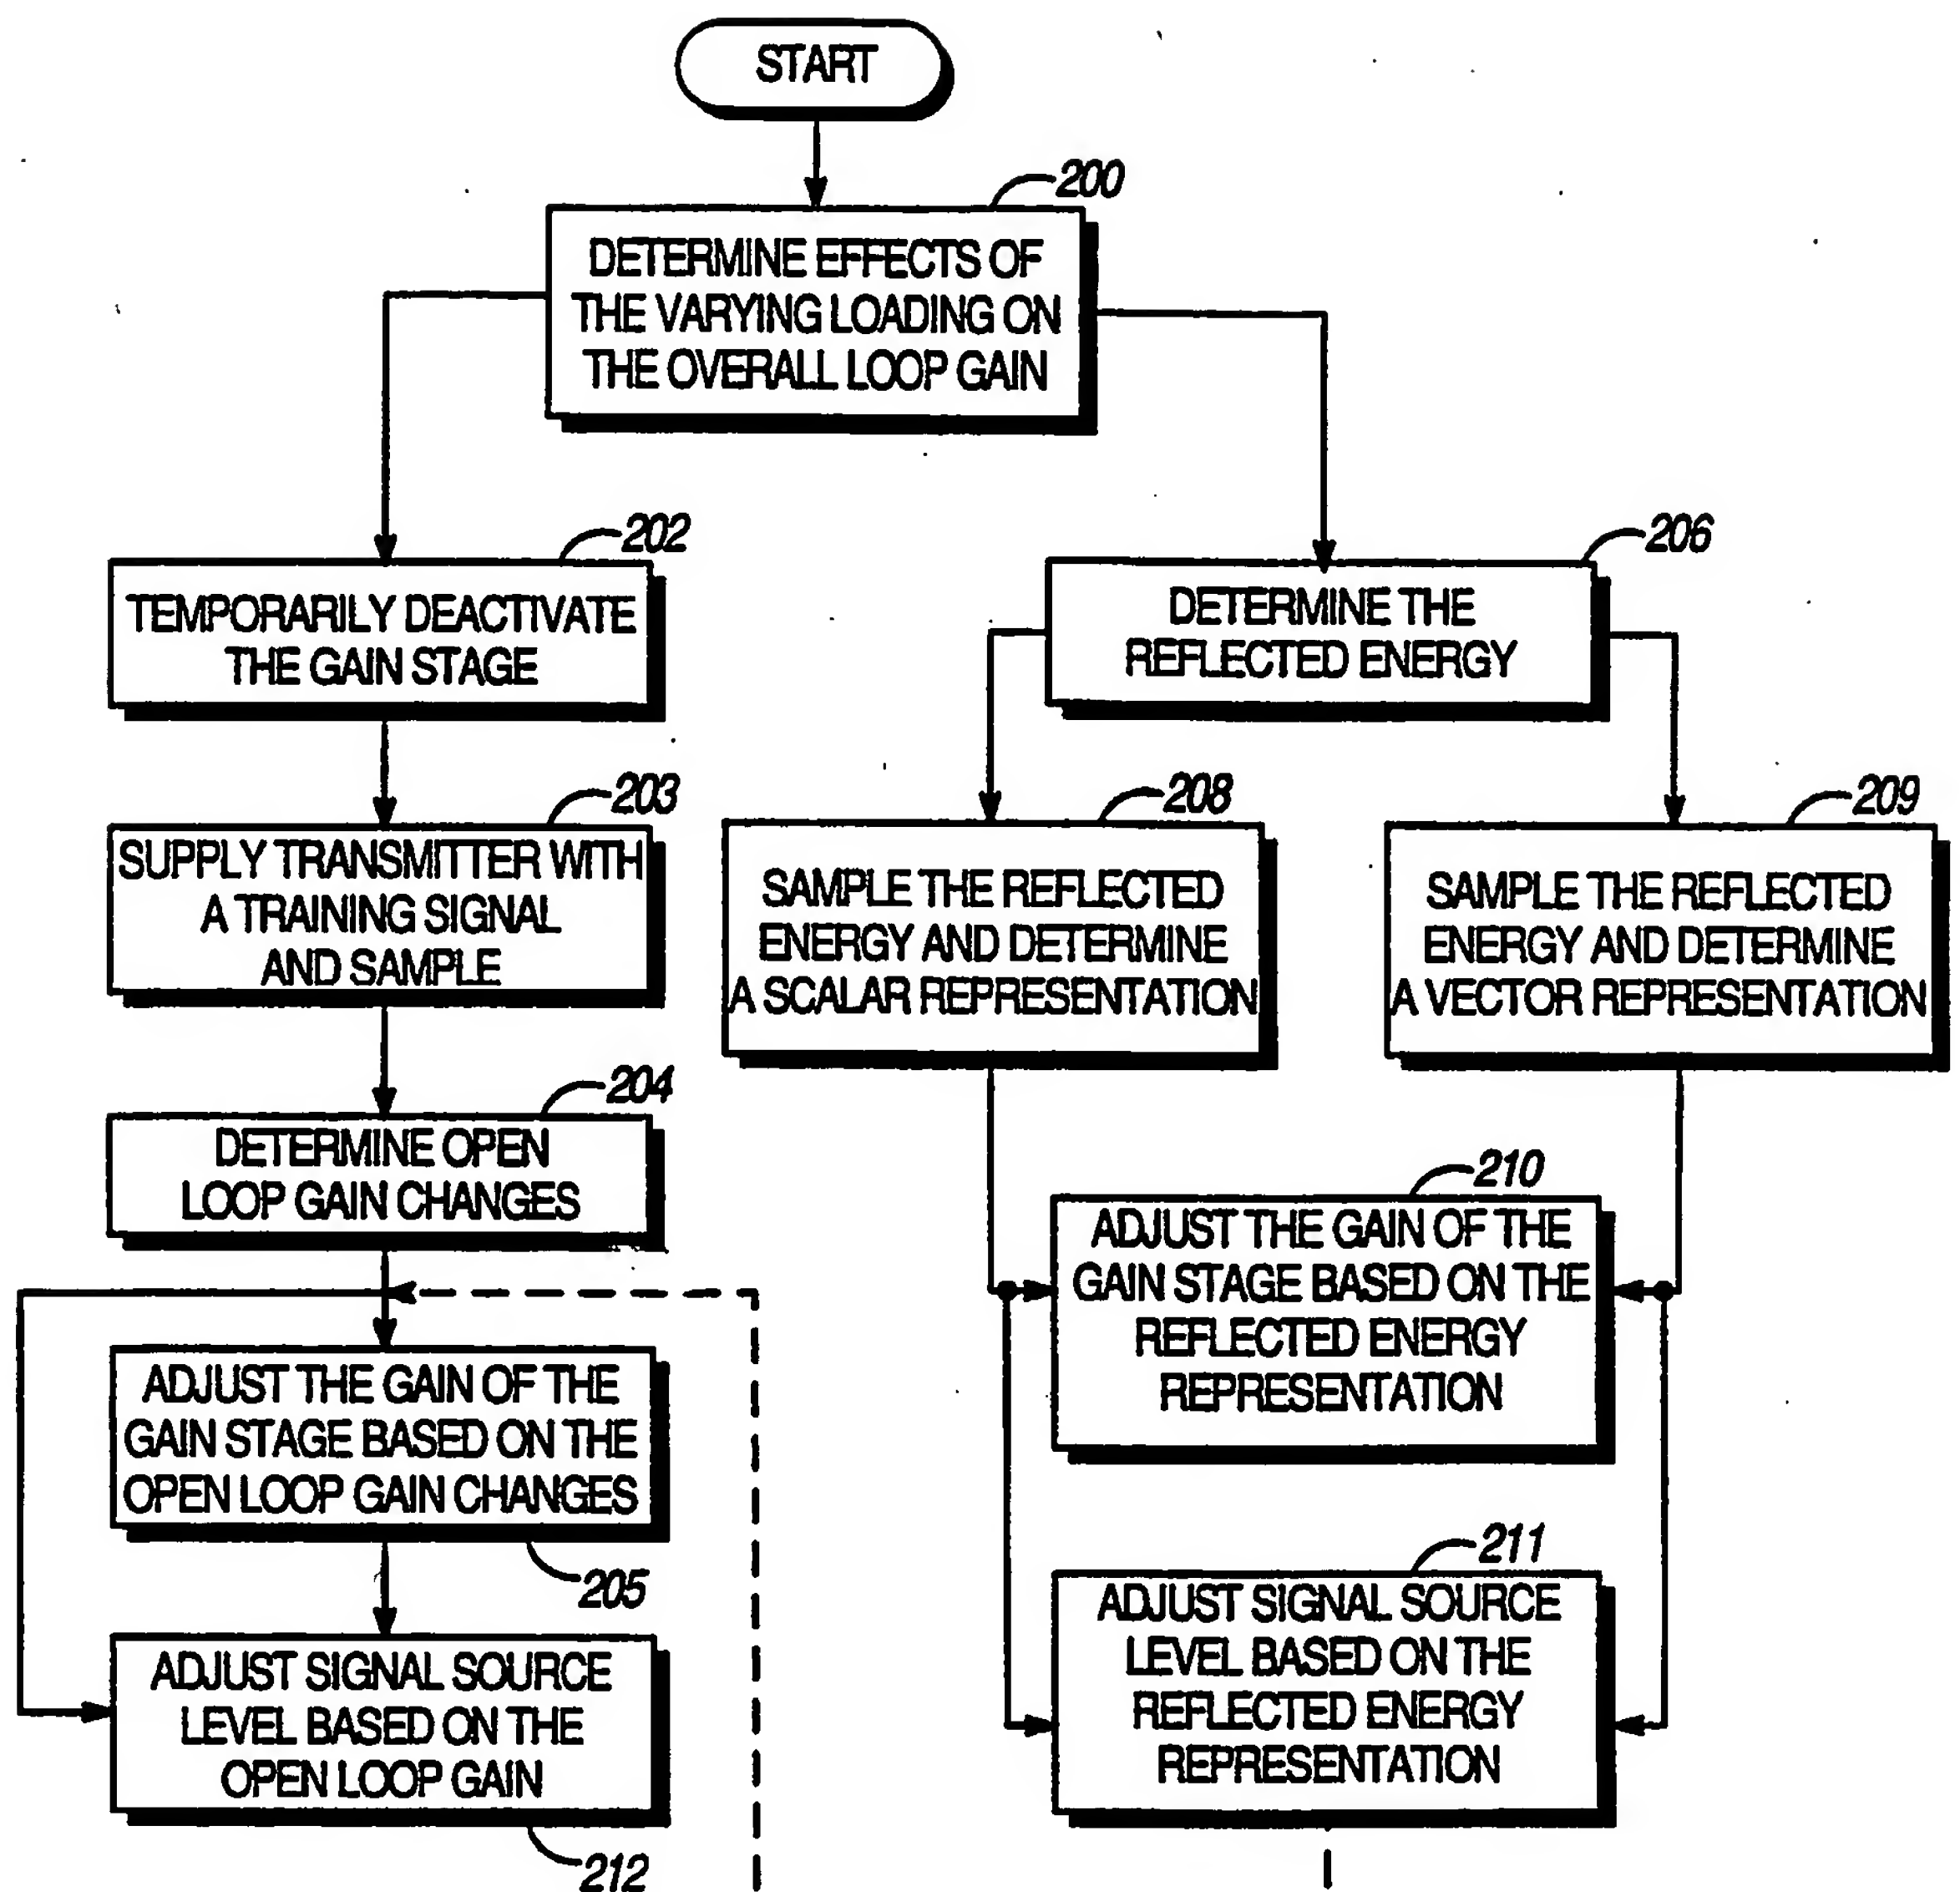 START
200
DETERMINE EFFECTS OF
THE VARYING LOADING ON
THE OVERALL LOOP GAIN
202
TEMPORARILY DEACTIVATE
THE GAIN STAGE
206
DETERMINE THE
REFLECTED ENERGY
203
SUPPLY TRANSMITTER WITH
A TRAINING SIGNAL
AND SAMPLE
208
SAMPLE THE REFLECTED
ENERGY AND DETERMINE
A SCALAR REPRESENTATION
209
SAMPLE THE REFLECTED
ENERGY AND DETERMINE
A VECTOR REPRESENTATION
204
DETERMINE OPEN
LOOP GAIN CHANGES
210
ADJUST THE GAIN OF THE
GAIN STAGE BASED ON THE
REFLECTED ENERGY
REPRESENTATION
ADJUST THE GAIN OF THE
GAIN STAGE BASED ON THE
OPEN LOOP GAIN CHANGES
205
211
ADJUST SIGNAL SOURCE
LEVEL BASED ON THE
REFLECTED ENERGY
REPRESENTATION
ADJUST SIGNAL SOURCE
LEVEL BASED ON THE
OPEN LOOP GAIN
212